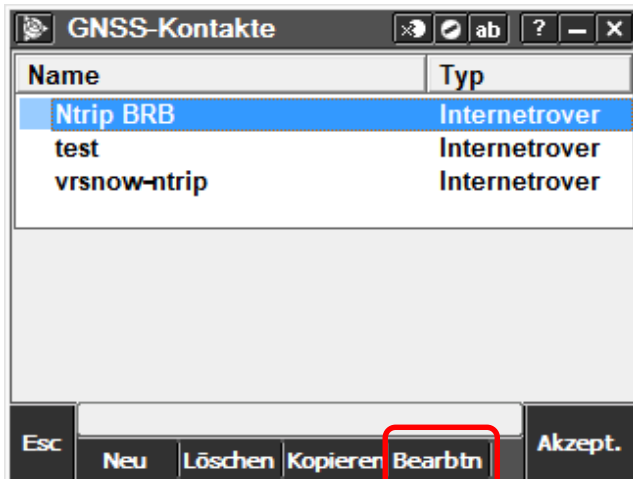 GNSS-Kontakte ab ? — X
Name Typ
Ntrip BRB Internetrover
test Internetrover
vrsnow-ntrip Internetrover
Esc Neu Löschen Kopieren Bearbtn Akzept.